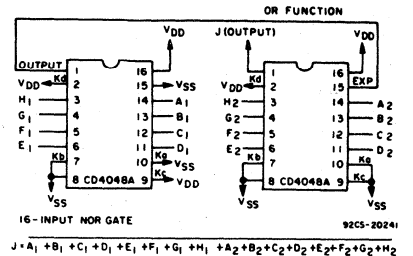 OR FUNCTION
VDD
J (OUTPUT)
VDD
OUTPUT
1
16
1
16
VDD
Kd
2
15
VSS
VDD
Kd
2
15
EXP
H1
3
14
A1
H2
3
14
A2
G1
4
13
B1
G2
4
13
B2
F1
5
12
C1
F2
5
12
C2
E1
6
11
D1
E2
6
11
D2
Kb
7
10
Ka
VSS
Kb
7
10
Ka
8
CD4048A
9
Kc
VDD
8
CD4048A
9
Kc
VSS
VSS
VSS
16-INPUT NOR GATE
92CS-20241
J=A1+B1+C1+D1+E1+F1+G1+H1+A2+B2+C2+D2+E2+F2+G2+H2